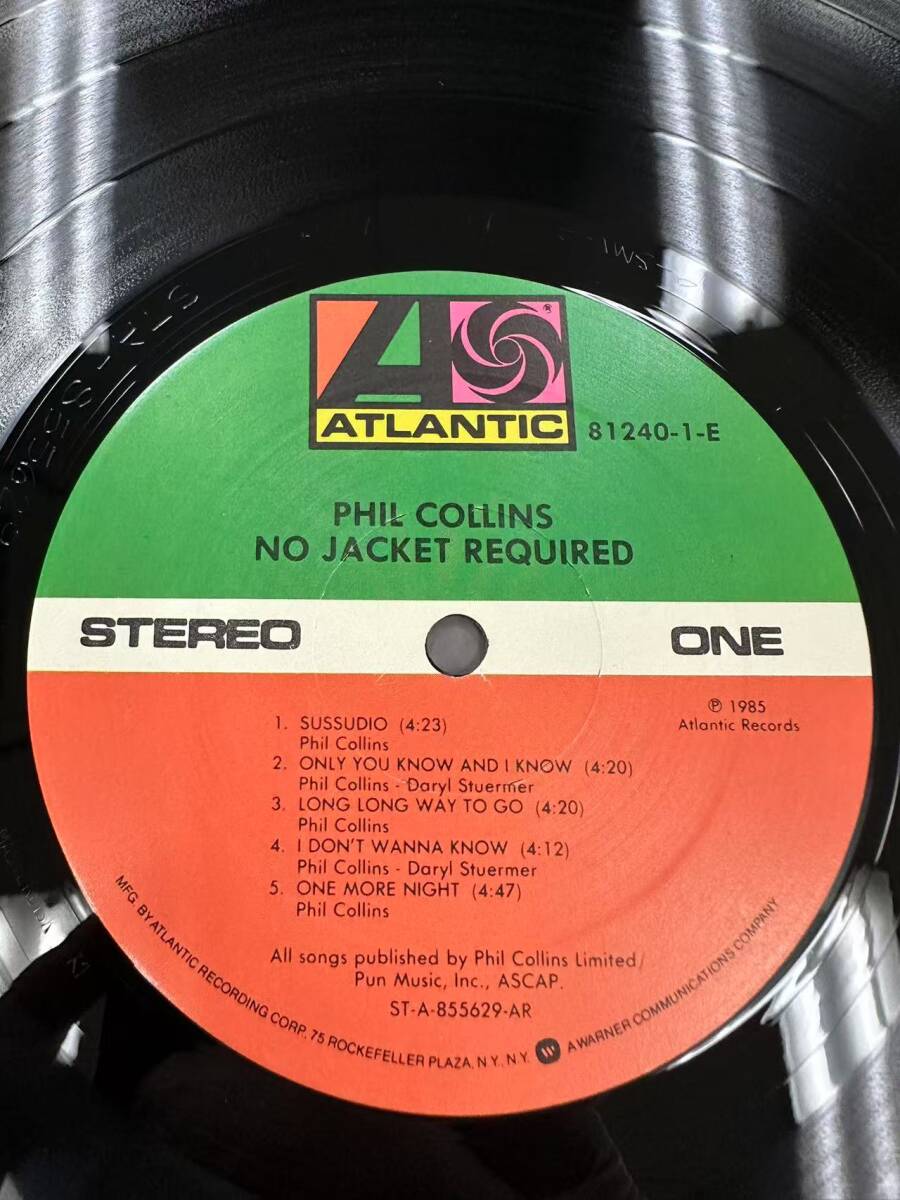 ATLANTIC
®
81240-1-E
PHIL COLLINS
NO JACKET REQUIRED
STEREO
ONE
℗ 1985
Atlantic Records
1. SUSSUDIO (4:23)
Phil Collins
2. ONLY YOU KNOW AND I KNOW (4:20)
Phil Collins - Daryl Stuermer
3. LONG LONG WAY TO GO (4:20)
Phil Collins
4. I DON'T WANNA KNOW (4:12)
Phil Collins - Daryl Stuermer
5. ONE MORE NIGHT (4:47)
Phil Collins
All songs published by Phil Collins Limited/
Pun Music, Inc., ASCAP.
ST-A-855629-AR
MFG. BY ATLANTIC RECORDING CORP., 75 ROCKEFELLER PLAZA, N.Y., N.Y. A WARNER COMMUNICATIONS COMPANY